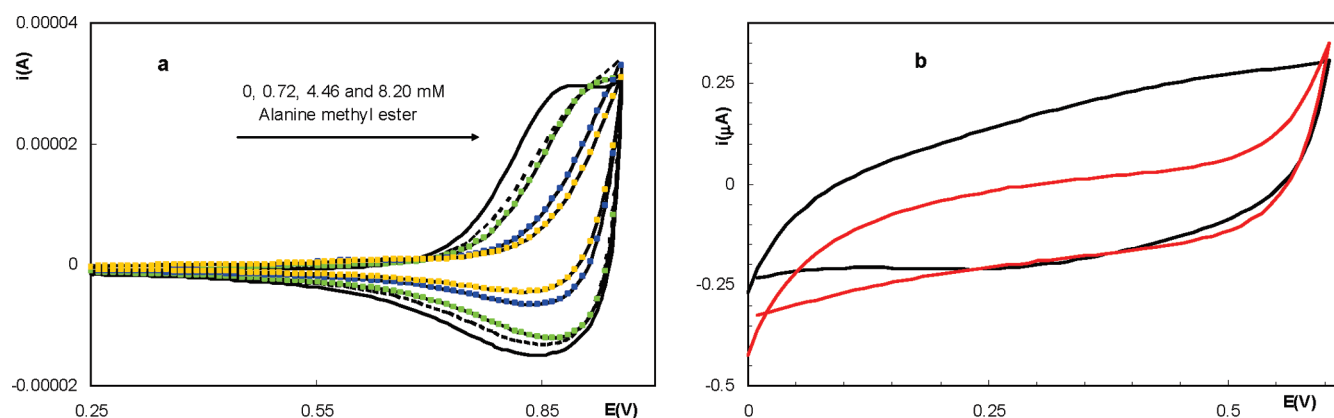 0.00004
a
i(A)
0, 0.72, 4.46 and 8.20 mM
Alanine methyl ester
0.00002
0
-0.00002
0.25
0.55
0.85
E(V)
b
0.25
i(µA)
0
-0.25
-0.5
0
0.25
0.5
E(V)